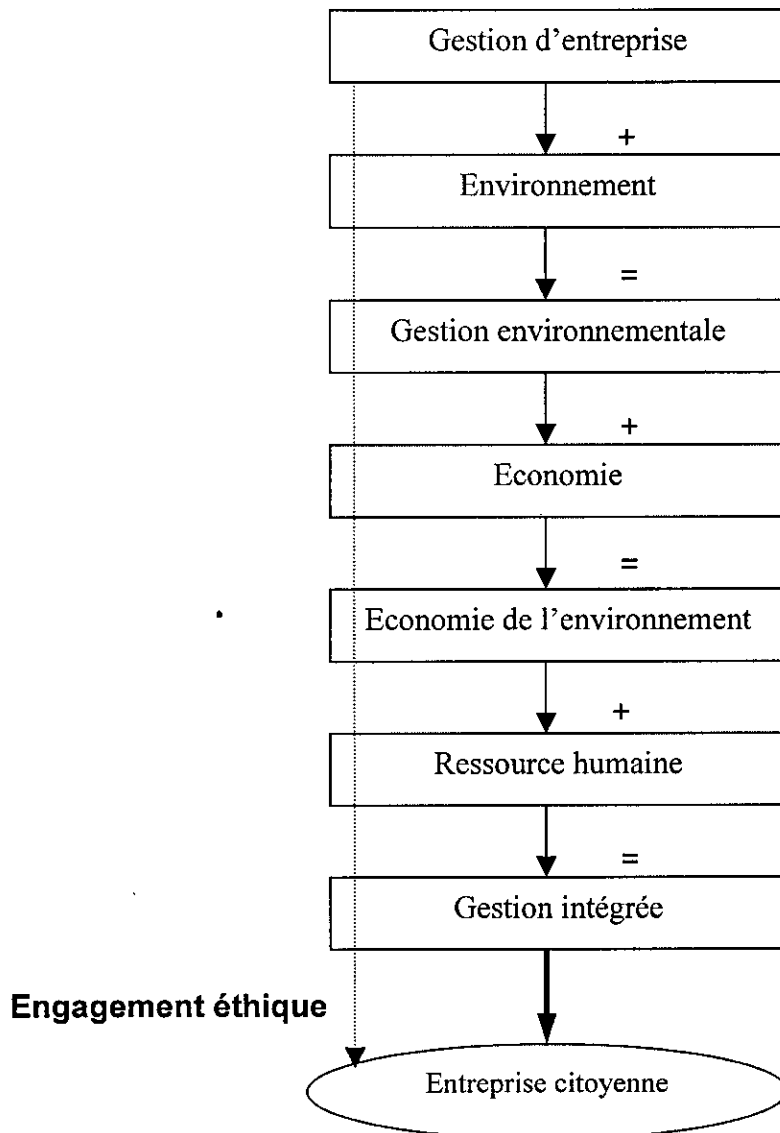 Gestion d'entreprise
+
Environnement
=
Gestion environnementale
+
Economie
=
Economie de l'environnement
+
Ressource humaine
=
Gestion intégrée
Engagement éthique
Entreprise citoyenne